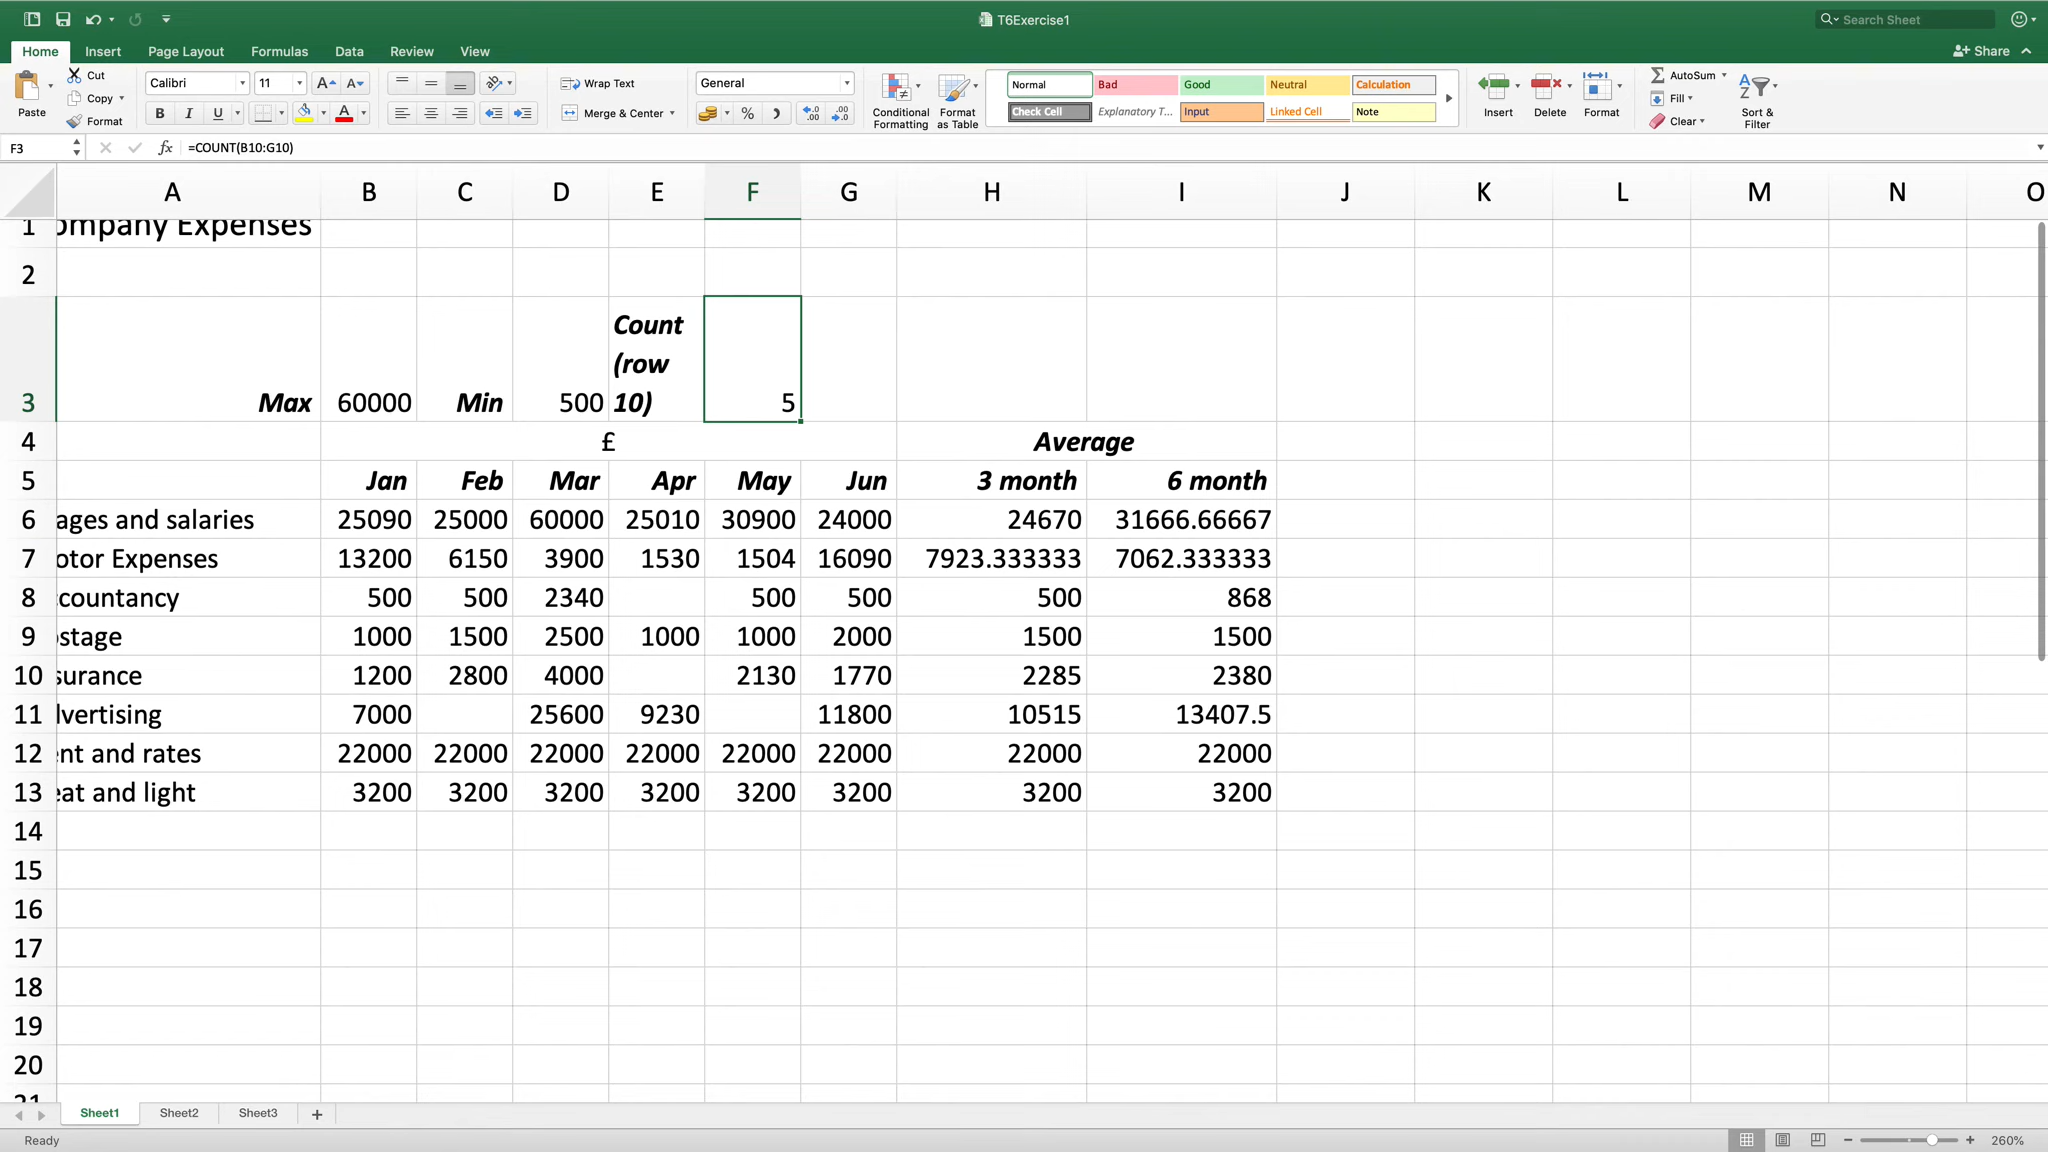 T6Exercise1
Search Sheet
Home Insert Page Layout Formulas Data Review View
Share
Paste
Cut
Copy
Format
Calibri 11
B I U
Wrap Text
Merge & Center
General
Conditional Formatting
Format as Table
Normal Bad Good Neutral Calculation
Check Cell Explanatory T... Input Linked Cell Note
Insert Delete Format
AutoSum
Fill
Clear
Sort & Filter
F3 fx =COUNT(B10:G10)
A B C D E F G H I J K L M N O
1 ompany Expenses
2
3 Max 60000 Min 500 Count (row 10) 5
4 £ Average
5 Jan Feb Mar Apr May Jun 3 month 6 month
6 ages and salaries 25090 25000 60000 25010 30900 24000 24670 31666.66667
7 otor Expenses 13200 6150 3900 1530 1504 16090 7923.333333 7062.333333
8 countancy 500 500 2340 500 500 500 868
9 stage 1000 1500 2500 1000 1000 2000 1500 1500
10 surance 1200 2800 4000 2130 1770 2285 2380
11 vertising 7000 25600 9230 11800 10515 13407.5
12 nt and rates 22000 22000 22000 22000 22000 22000 22000 22000
13 eat and light 3200 3200 3200 3200 3200 3200 3200 3200
14
15
16
17
18
19
20
21
Sheet1 Sheet2 Sheet3 +
Ready
260%